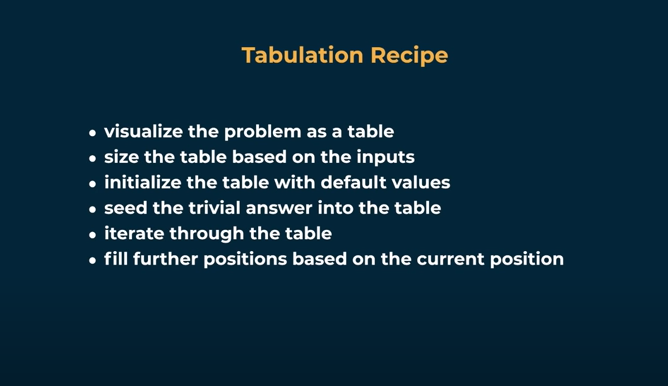 Tabulation Recipe
• visualize the problem as a table
• size the table based on the inputs
• initialize the table with default values
• seed the trivial answer into the table
• iterate through the table
• fill further positions based on the current position